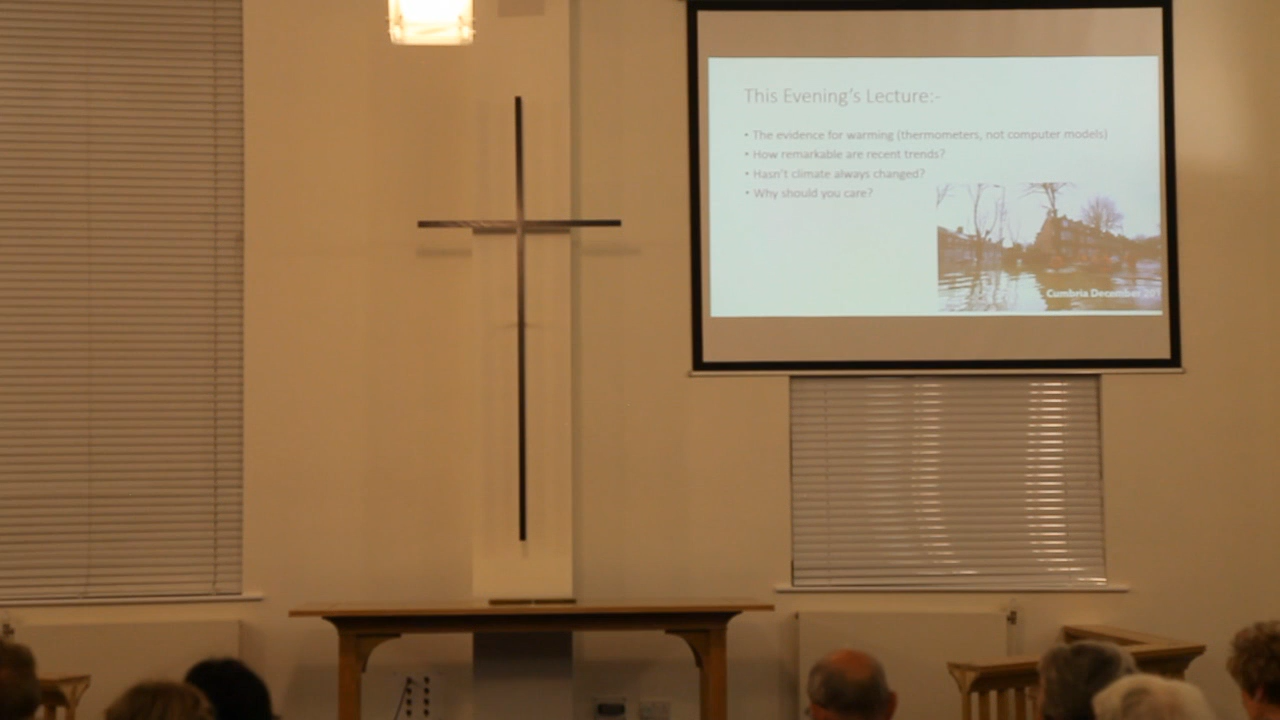 This Evening's Lecture:-
• The evidence for warming (thermometers, not computer models)
• How remarkable are recent trends?
• Hasn't climate always changed?
• Why should you care?
Cumbria December